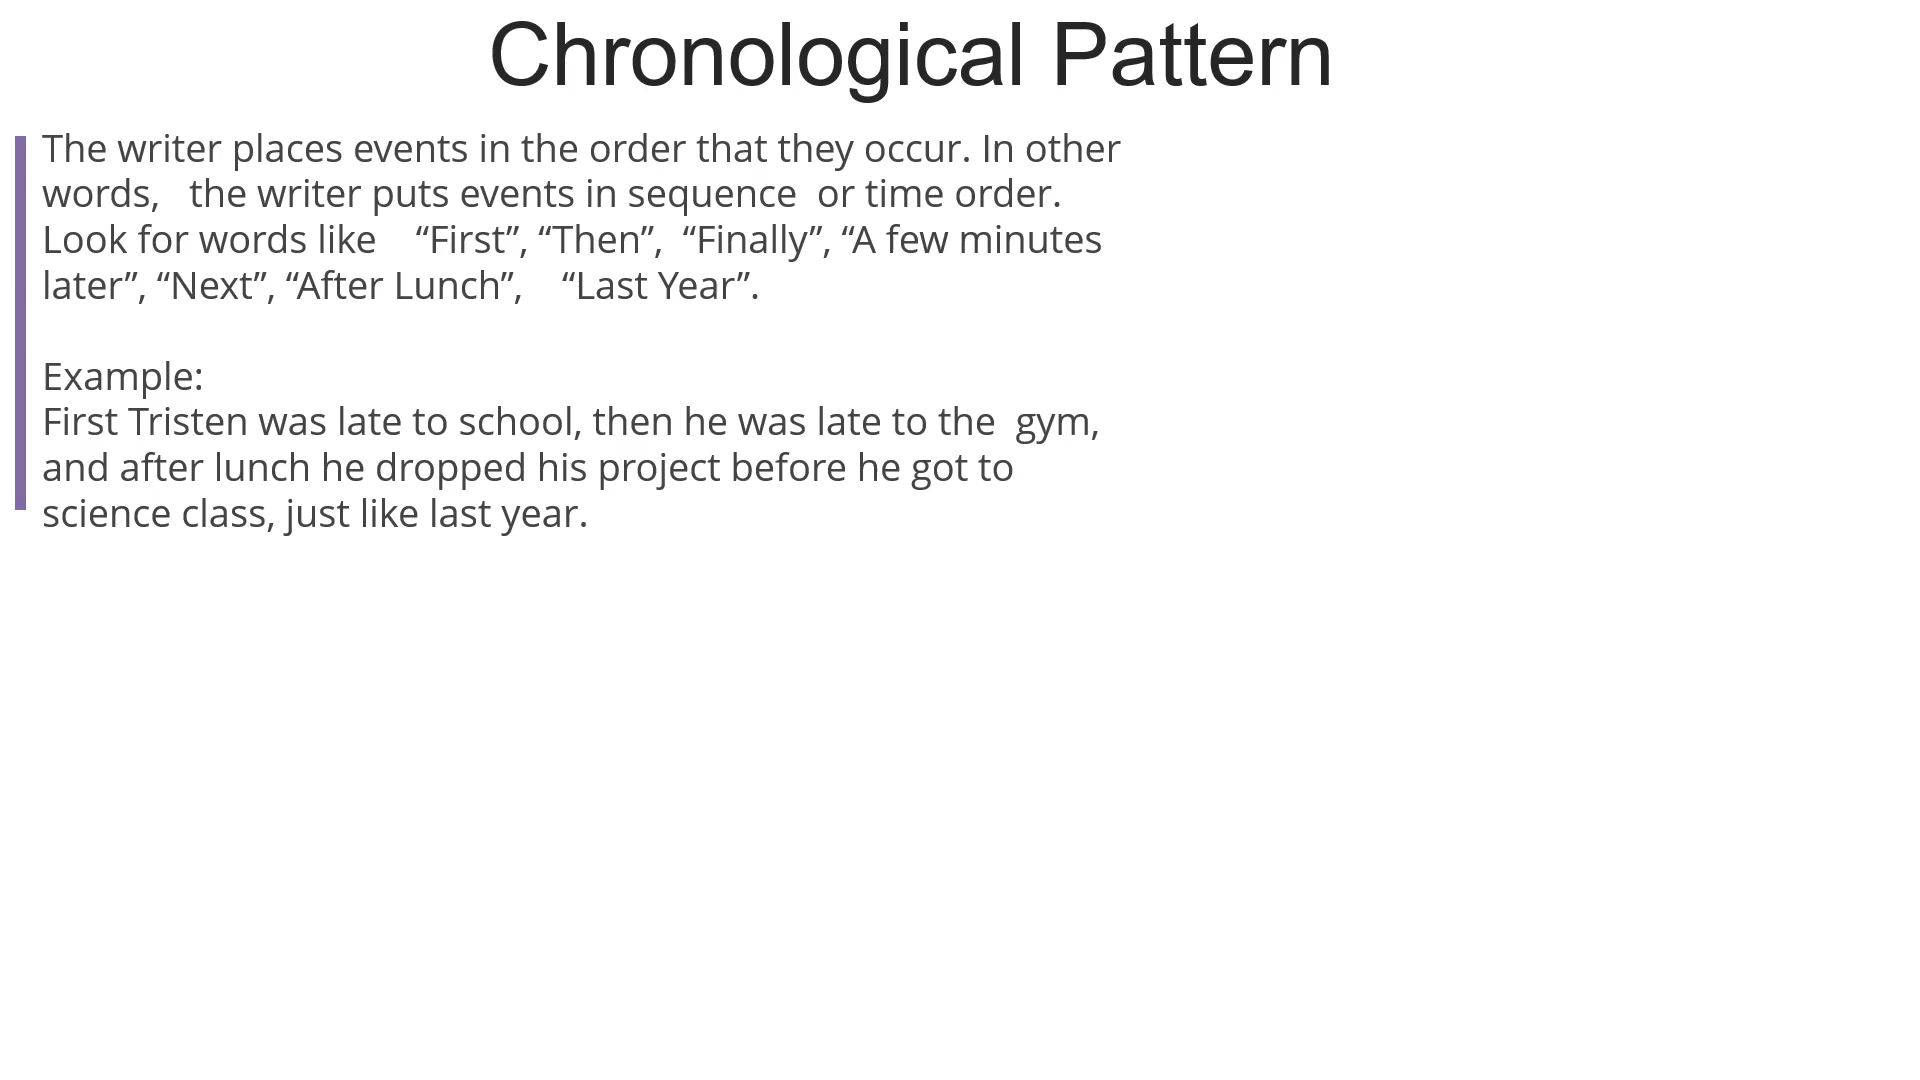 Chronological Pattern
The writer places events in the order that they occur. In other
words,   the writer puts events in sequence  or time order.
Look for words like    “First”, “Then”,  “Finally”, “A few minutes
later”, “Next”, “After Lunch”,    “Last Year”.
Example:
First Tristen was late to school, then he was late to the  gym,
and after lunch he dropped his project before he got to
science class, just like last year.